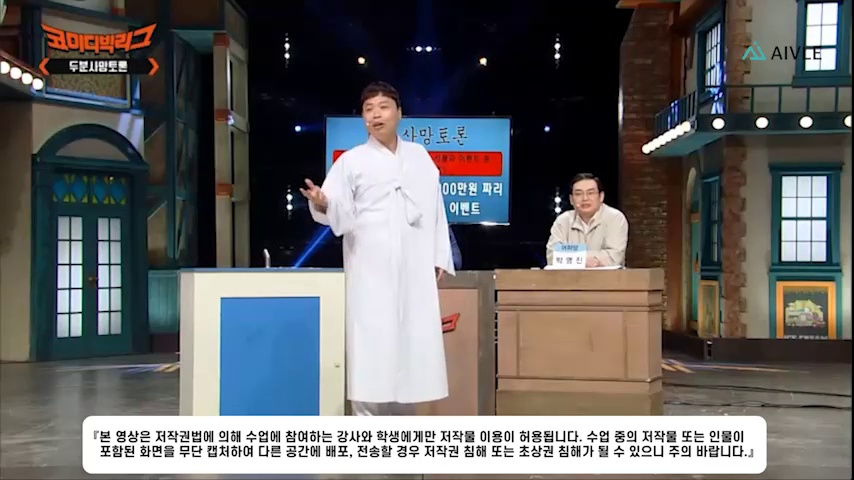 코미디빅리그
두분사망토론
AIVLE
사망토론
00만원 파리
이벤트
박영진
ICE CREAM
『본 영상은 저작권법에 의해 수업에 참여하는 강사와 학생에게만 저작물 이용이 허용됩니다. 수업 중의 저작물 또는 인물이
포함된 화면을 무단 캡처하여 다른 공간에 배포, 전송할 경우 저작권 침해 또는 초상권 침해가 될 수 있으니 주의 바랍니다.』